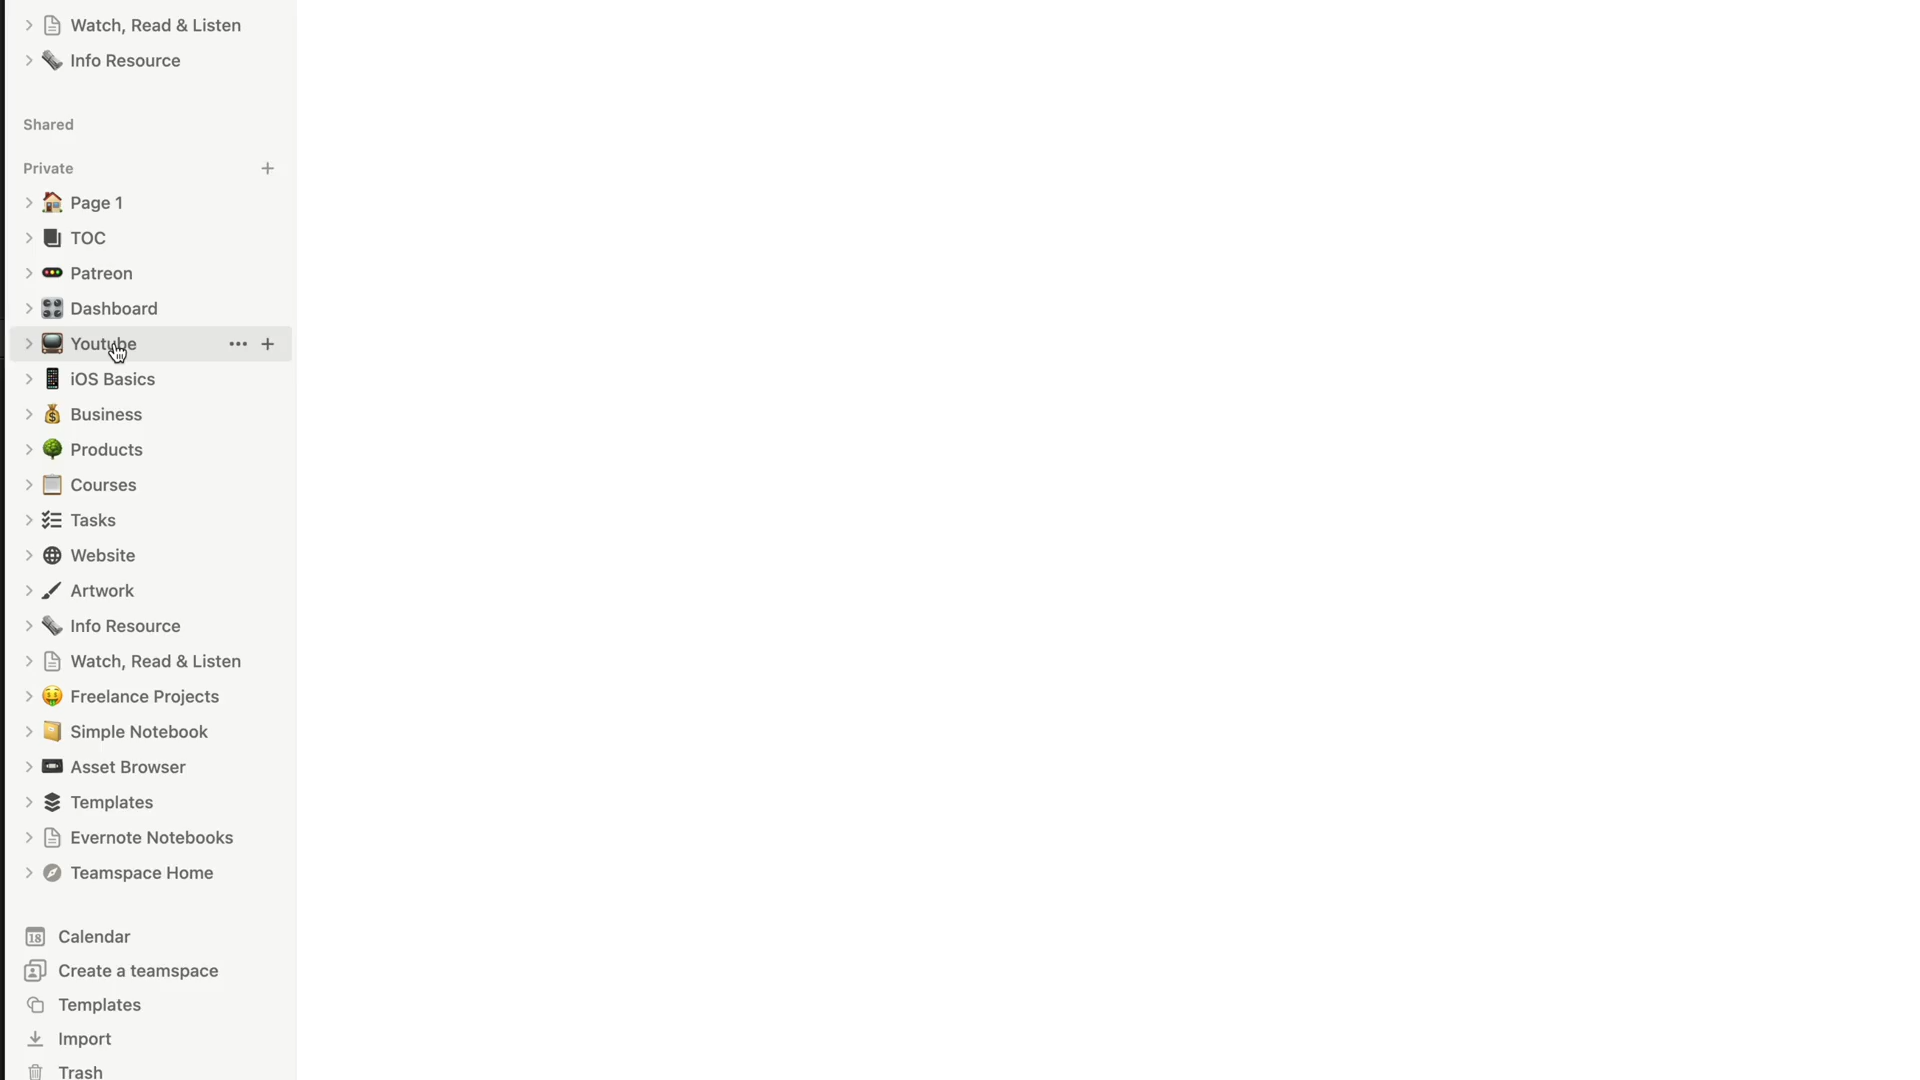 Watch, Read & Listen
Info Resource
Shared
Private
Page 1
TOC
Patreon
Dashboard
Youtube
iOS Basics
Business
Products
Courses
Tasks
Website
Artwork
Info Resource
Watch, Read & Listen
Freelance Projects
Simple Notebook
Asset Browser
Templates
Evernote Notebooks
Teamspace Home
18 Calendar
Create a teamspace
Templates
Import
Trash